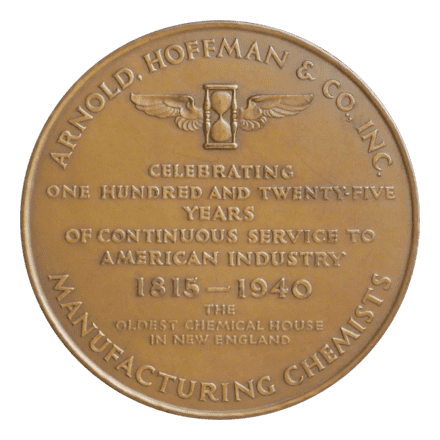 ARNOLD, HOFFMAN & CO., INC.
CELEBRATING
ONE HUNDRED AND TWENTY-FIVE
YEARS
OF CONTINUOUS SERVICE TO
AMERICAN INDUSTRY
1815 – 1940
THE
OLDEST CHEMICAL HOUSE
IN NEW ENGLAND
MANUFACTURING CHEMISTS